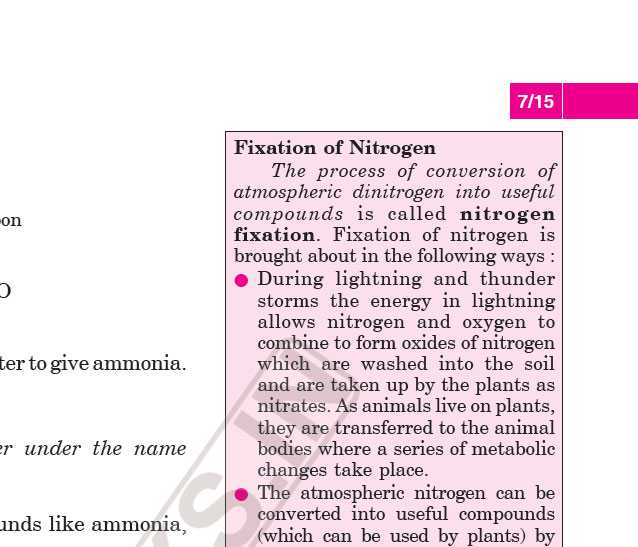 7/15
Fixation of Nitrogen
The process of conversion of
atmospheric dinitrogen into useful
compounds is called nitrogen
fixation. Fixation of nitrogen is
brought about in the following ways :
● During lightning and thunder
storms the energy in lightning
allows nitrogen and oxygen to
combine to form oxides of nitrogen
which are washed into the soil
and are taken up by the plants as
nitrates. As animals live on plants,
they are transferred to the animal
bodies where a series of metabolic
changes take place.
● The atmospheric nitrogen can be
converted into useful compounds
(which can be used by plants) by
O
to give ammonia.
under the name
like ammonia,
S.IN